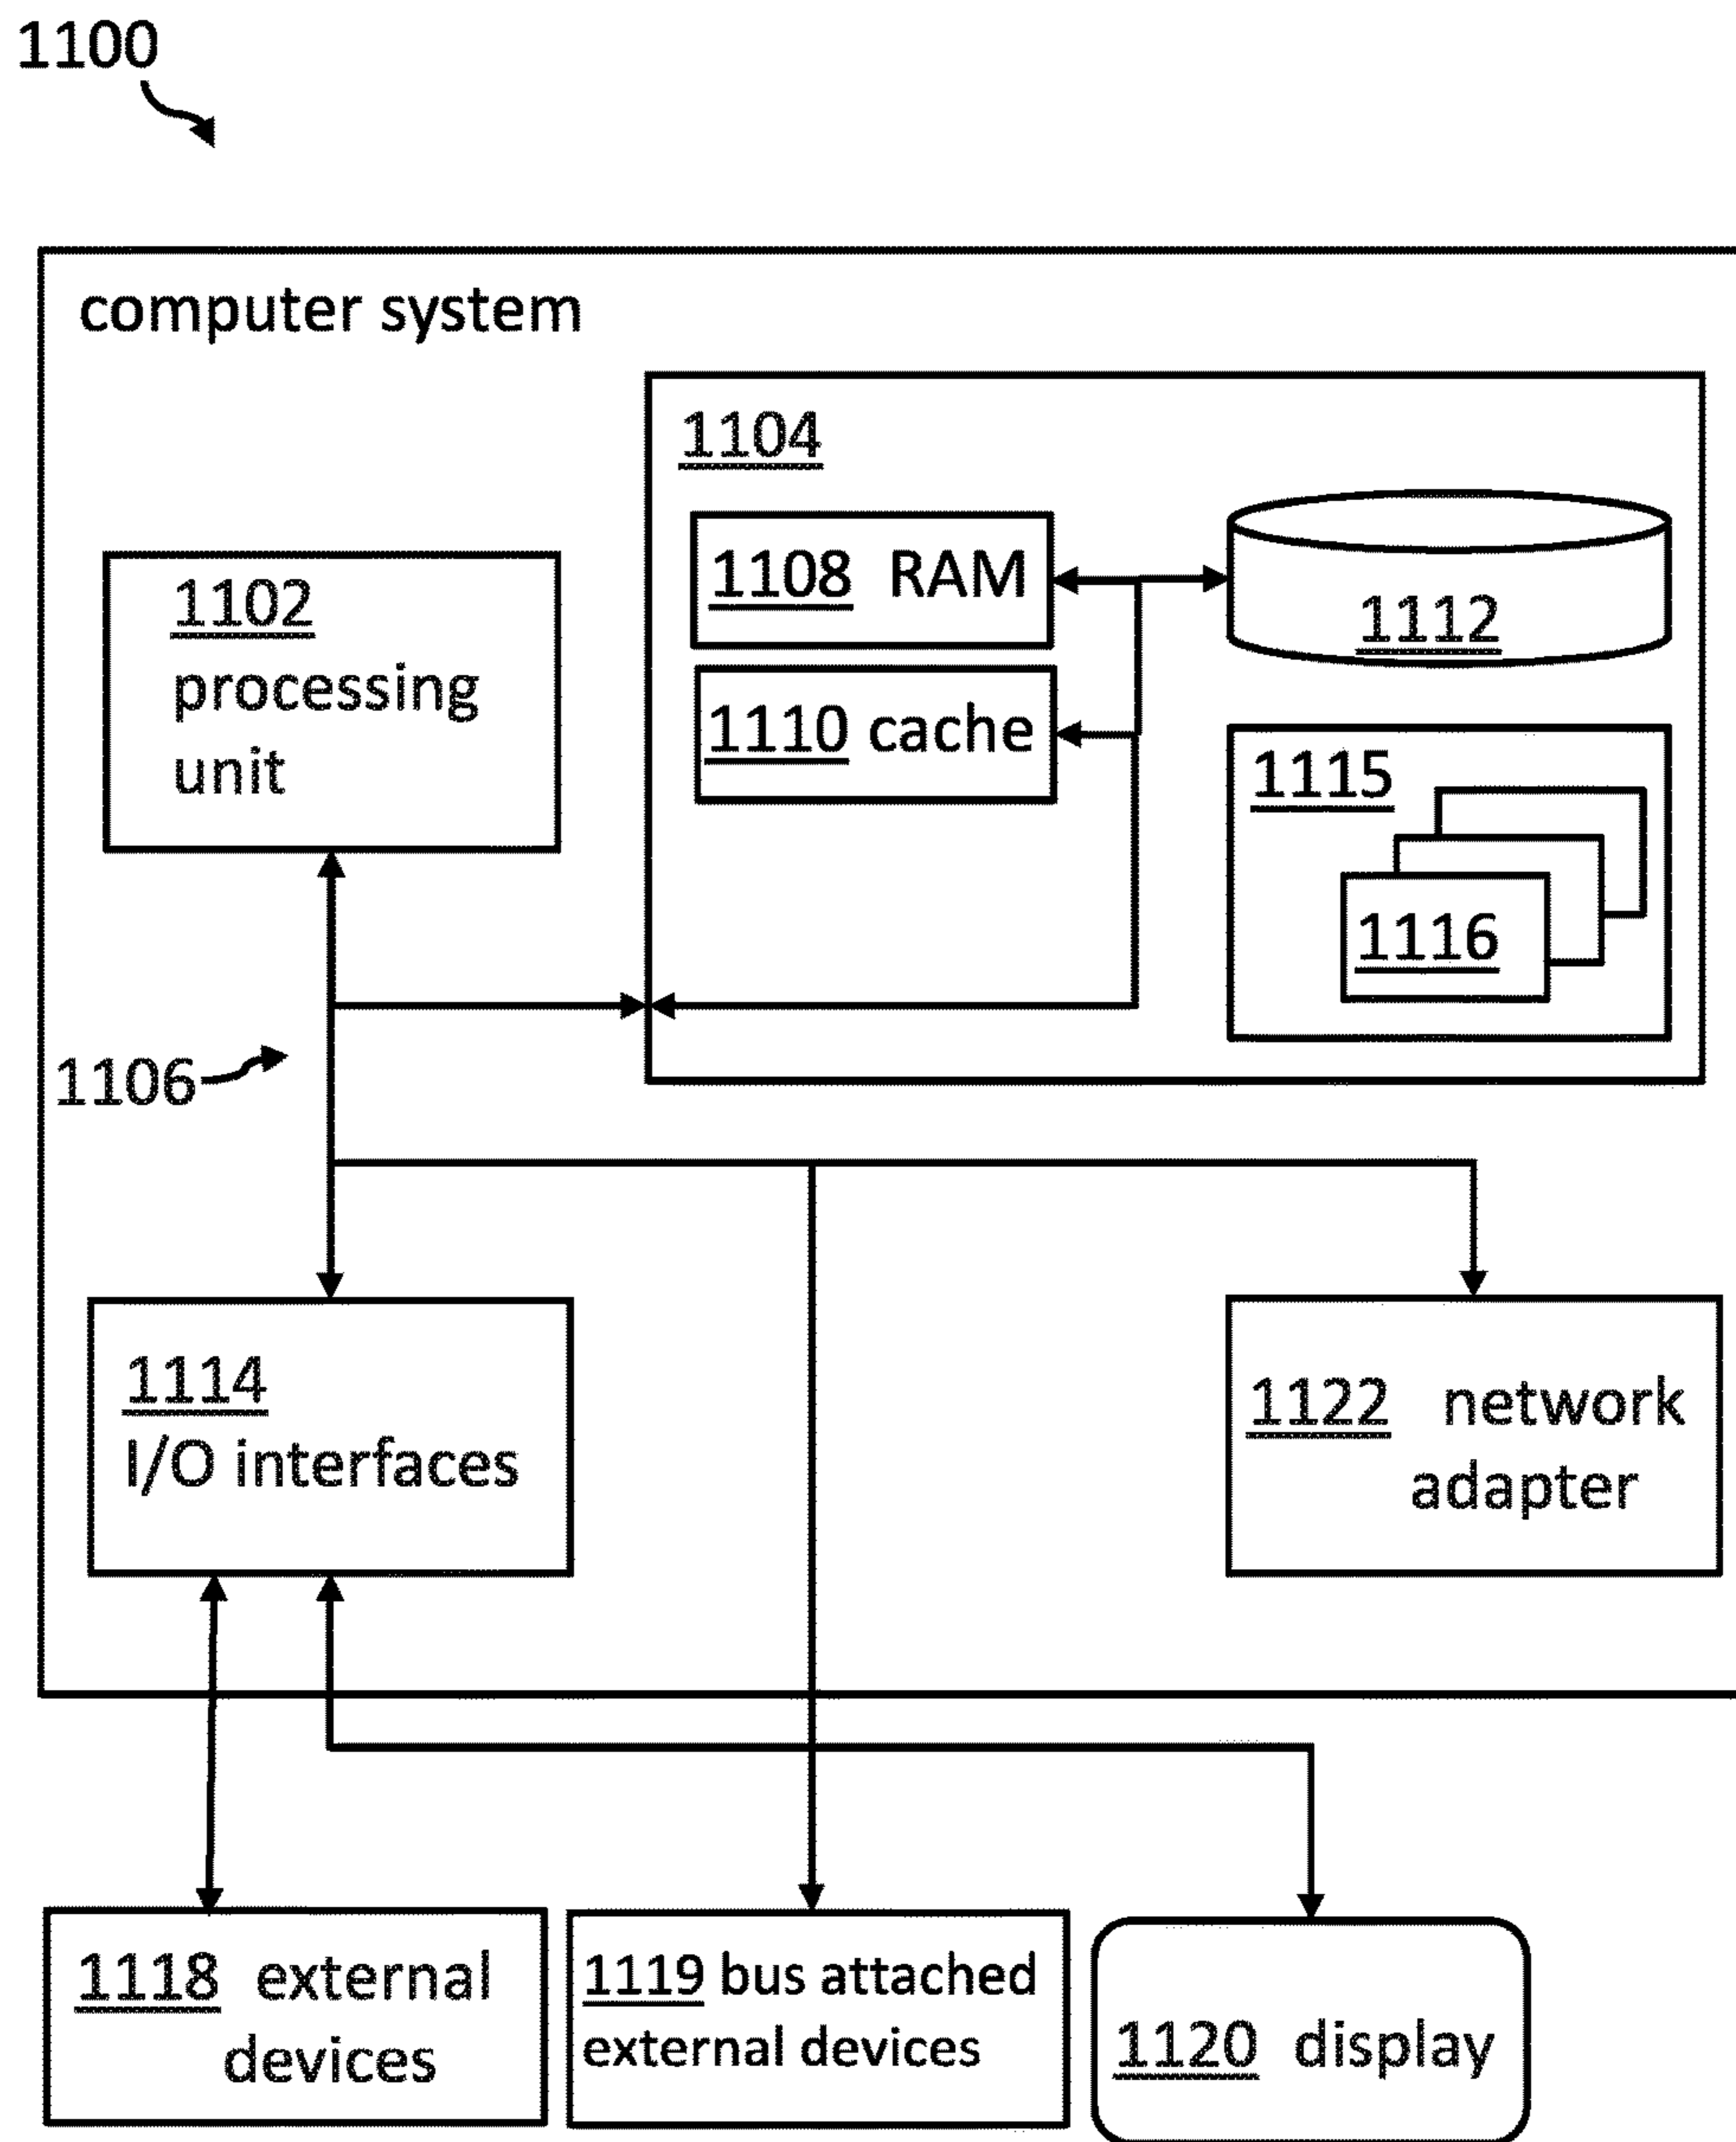 1100
computer system
1104
1108 RAM
1112
1102
processing
unit
1110 cache
1115
1116
1106
1114
I/O interfaces
1122 network
adapter
1118 external
devices
1119 bus attached
external devices
1120 display